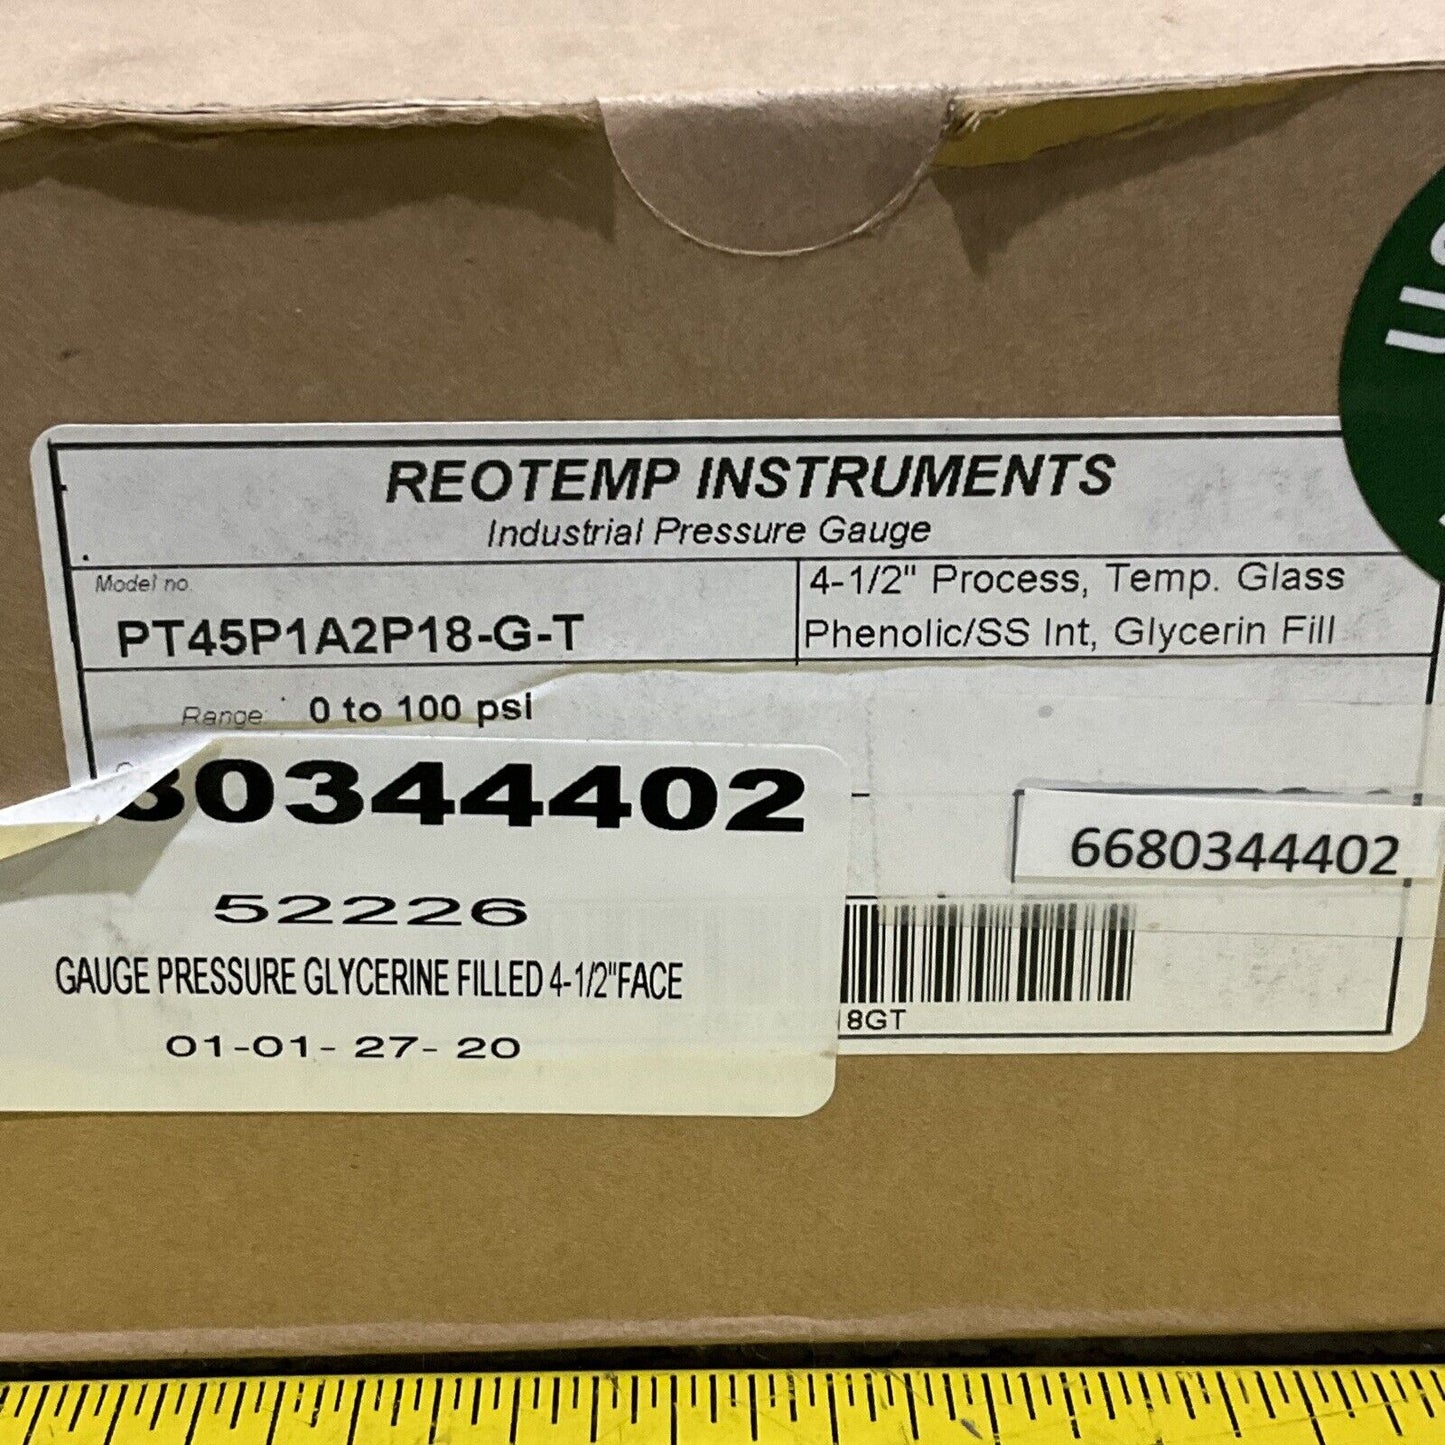 REOTEMP INSTRUMENTS
Industrial Pressure Gauge
Model no.
PT45P1A2P18-G-T
4-1/2" Process, Temp. Glass
Phenolic/SS Int, Glycerin Fill
Range: 0 to 100 psi
80344402
6680344402
52226
GAUGE PRESSURE GLYCERINE FILLED 4-1/2"FACE
18GT
01-01- 27- 20